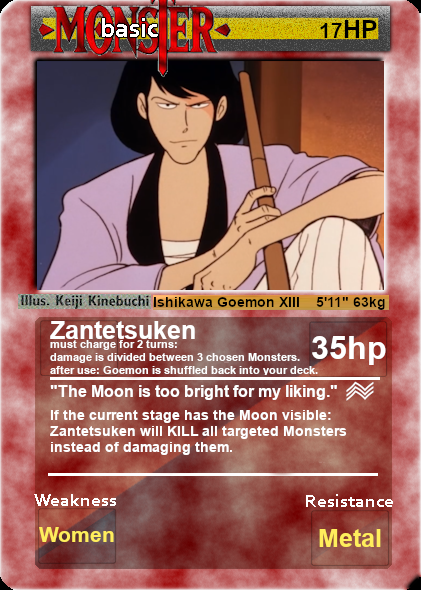 MONSTER
basic
17HP
Illus. Keiji Kinebuchi Ishikawa Goemon XIII 5'11" 63kg
Zantetsuken
must charge for 2 turns:
damage is divided between 3 chosen Monsters.
after use: Goemon is shuffled back into your deck.
35hp
"The Moon is too bright for my liking."
If the current stage has the Moon visible:
Zantetsuken will KILL all targeted Monsters
instead of damaging them.
Weakness
Resistance
Women
Metal